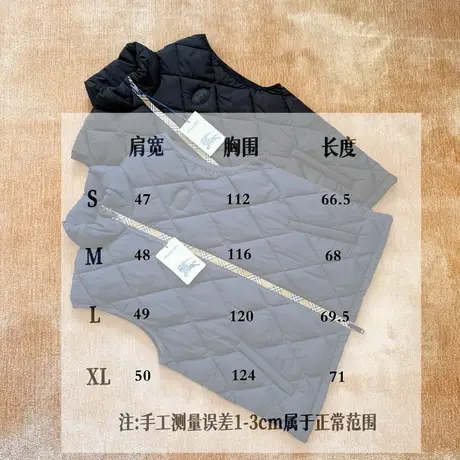 肩宽 胸围 长度
S 47 112 66.5
M 48 116 68
L 49 120 69.5
XL 50 124 71
注:手工测量误差1-3cm属于正常范围